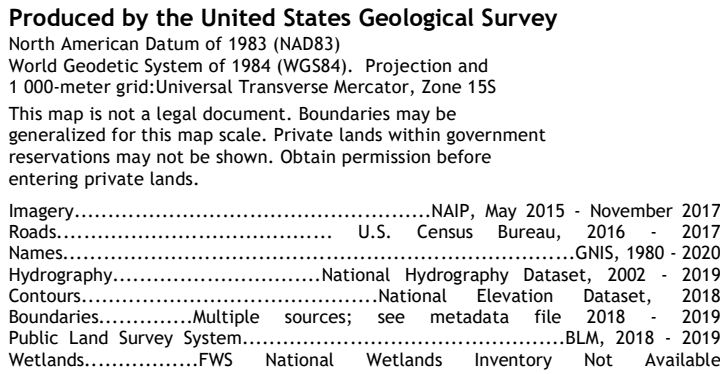 Produced by the United States Geological Survey
North American Datum of 1983 (NAD83)
World Geodetic System of 1984 (WGS84). Projection and
1 000-meter grid:Universal Transverse Mercator, Zone 15S
This map is not a legal document. Boundaries may be
generalized for this map scale. Private lands within government
reservations may not be shown. Obtain permission before
entering private lands.
Imagery.....................................................NAIP, May 2015 - November 2017
Roads......................................... U.S. Census Bureau, 2016 - 2017
Names............................................................................GNIS, 1980 - 2020
Hydrography...............................National Hydrography Dataset, 2002 - 2019
Contours............................................National Elevation Dataset, 2018
Boundaries..............Multiple sources; see metadata file 2018 - 2019
Public Land Survey System................................................BLM, 2018 - 2019
Wetlands.................FWS National Wetlands Inventory Not Available